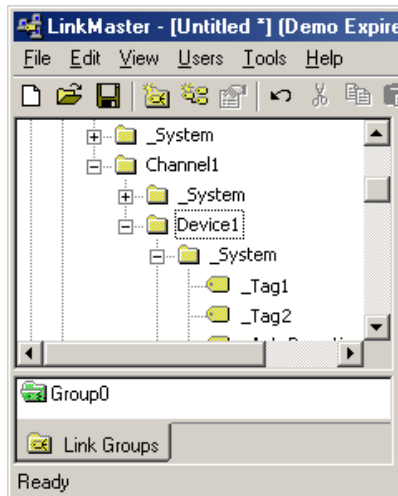 LinkMaster - [Untitled *] (Demo Expire
File Edit View Users Tools Help
_System
Channel1
_System
Device1
_System
_Tag1
_Tag2
Group0
Link Groups
Ready